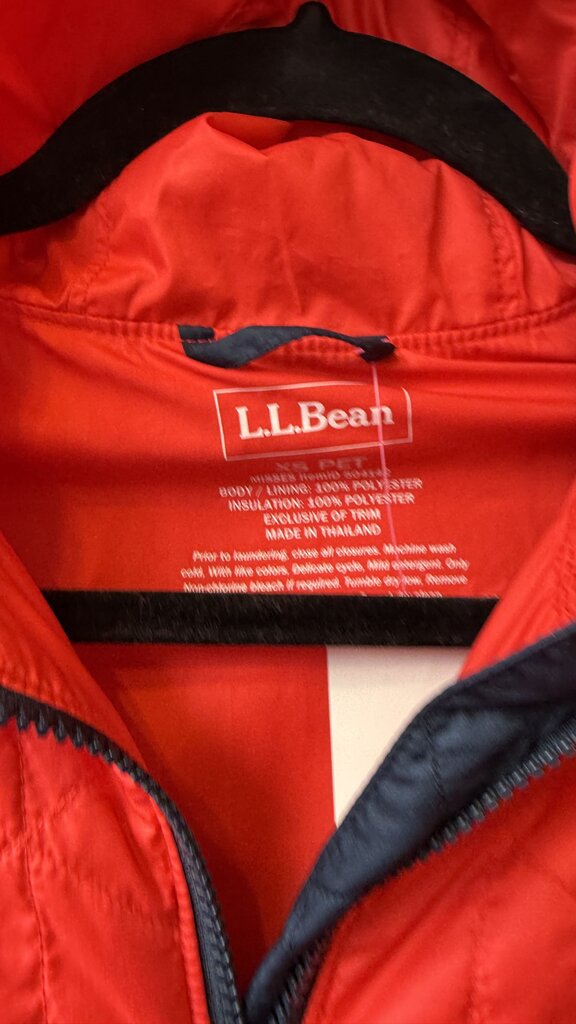 L.L.Bean
XS PET
MISSES
BODY / LINING: 100% POLYESTER
INSULATION: 100% POLYESTER
EXCLUSIVE OF TRIM
MADE IN THAILAND
Prior to laundering, close all closures. Machine wash
cold. With like colors. Delicate cycle. Mild detergent. Only
Non-chlorine bleach if required. Tumble dry low. Remove